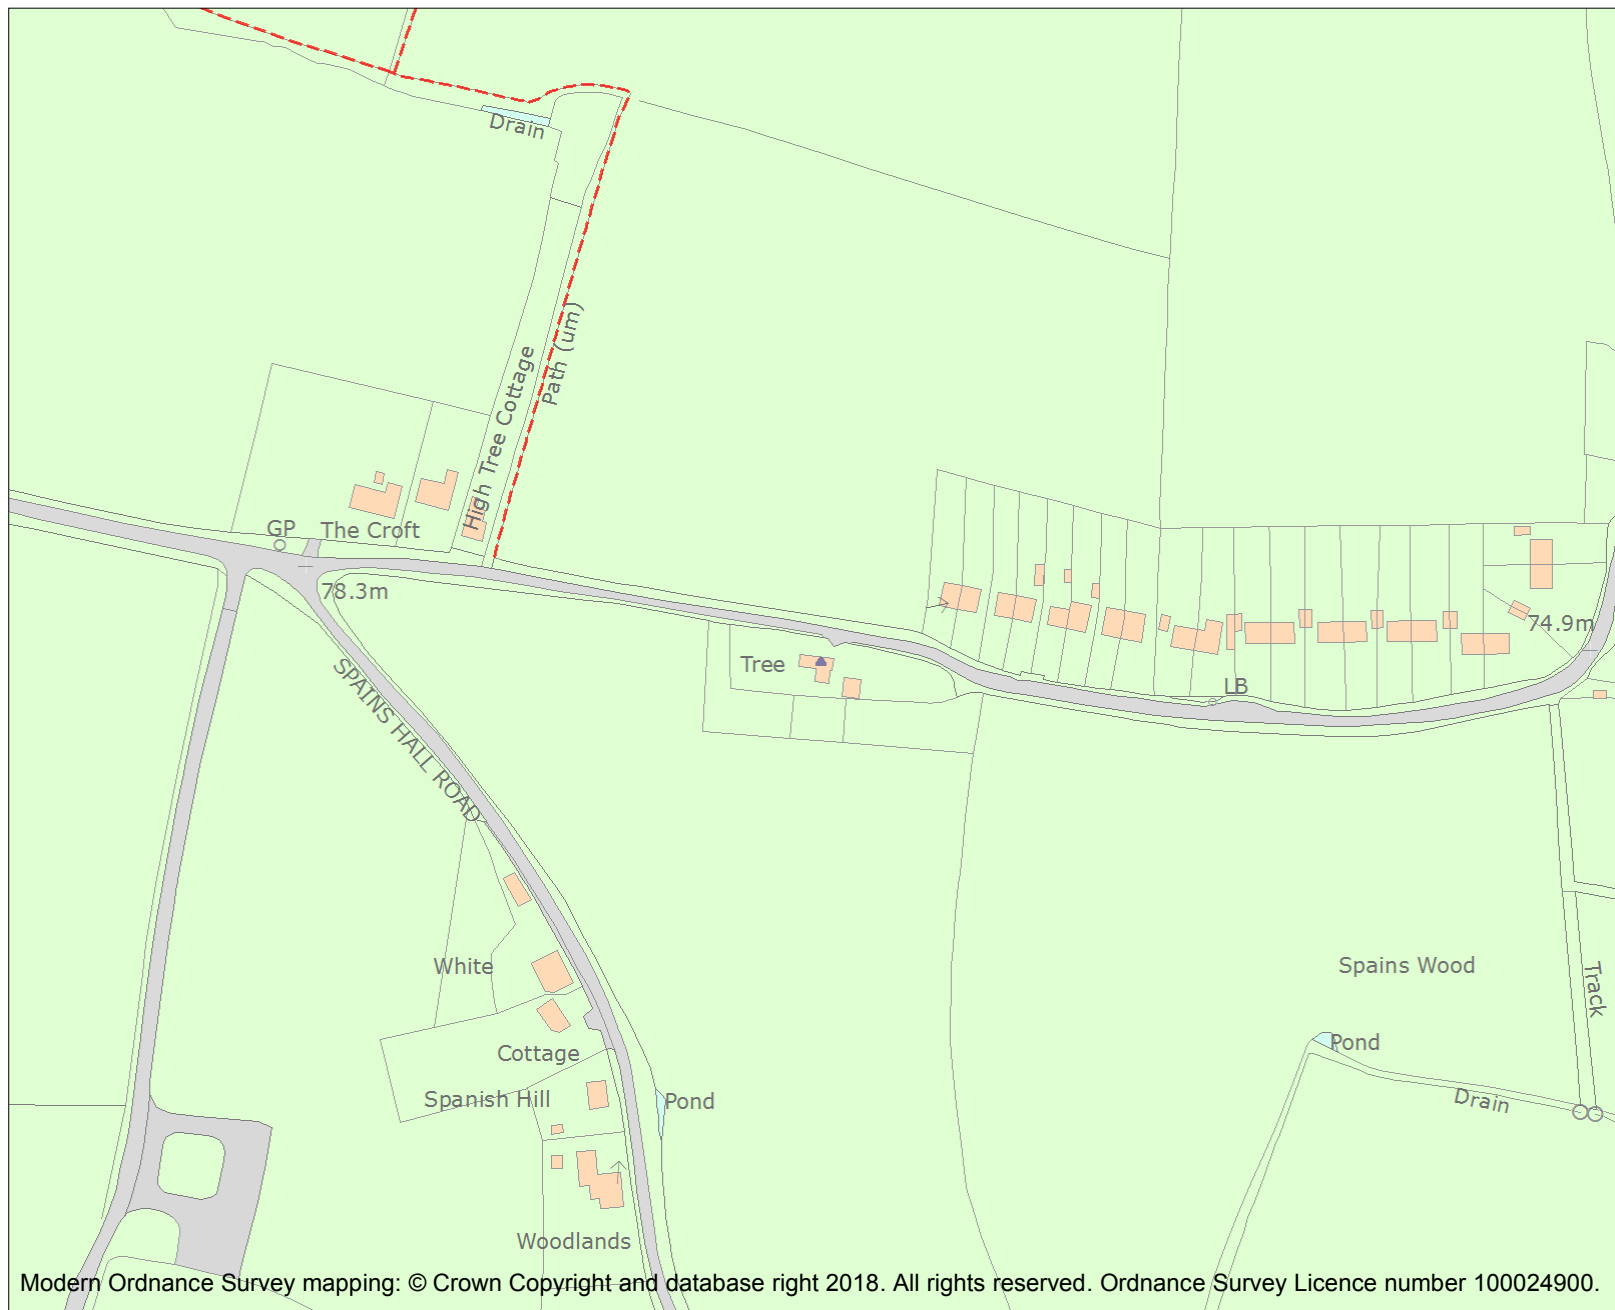 Drain
High Tree Cottage
Path (um)
GP
The Croft
78.3m
74.9m
Tree
LB
SPAINS HALL ROAD
White
Spains Wood
Track
Pond
Cottage
Spanish Hill
Pond
Drain
Woodlands
Modern Ordnance Survey mapping: © Crown Copyright and database right 2018. All rights reserved. Ordnance Survey Licence number 100024900.